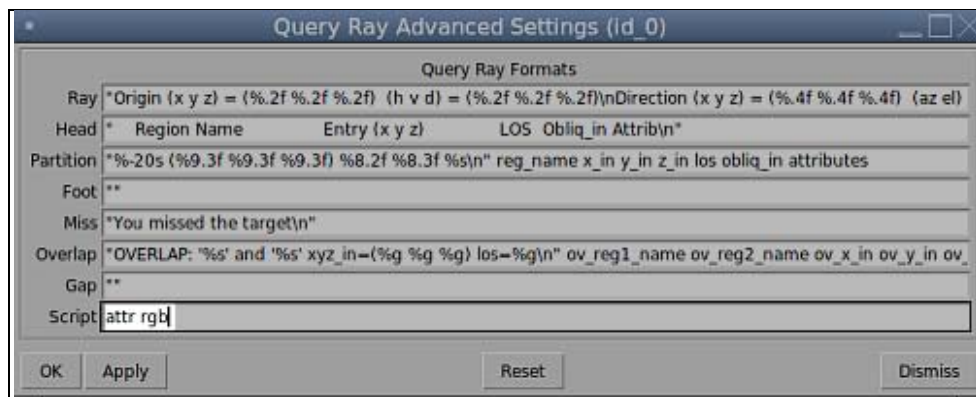 Query Ray Advanced Settings (id_0)
Query Ray Formats
Ray "Origin (x y z) = (%.2f %.2f %.2f)  (h v d) = (%.2f %.2f %.2f)\nDirection (x y z) = (%.4f %.4f %.4f)  (az el)
Head "    Region Name               Entry (x y z)              LOS  Obliq_in Attrib\n"
Partition "%-20s (%9.3f %9.3f %9.3f) %8.2f %8.3f %s\n" reg_name x_in y_in z_in los obliq_in attributes
Foot ""
Miss "You missed the target\n"
Overlap "OVERLAP: '%s' and '%s' xyz_in=(%g %g %g) los=%g\n" ov_reg1_name ov_reg2_name ov_x_in ov_y_in ov_
Gap ""
Script attr rgb
OK Apply Reset Dismiss